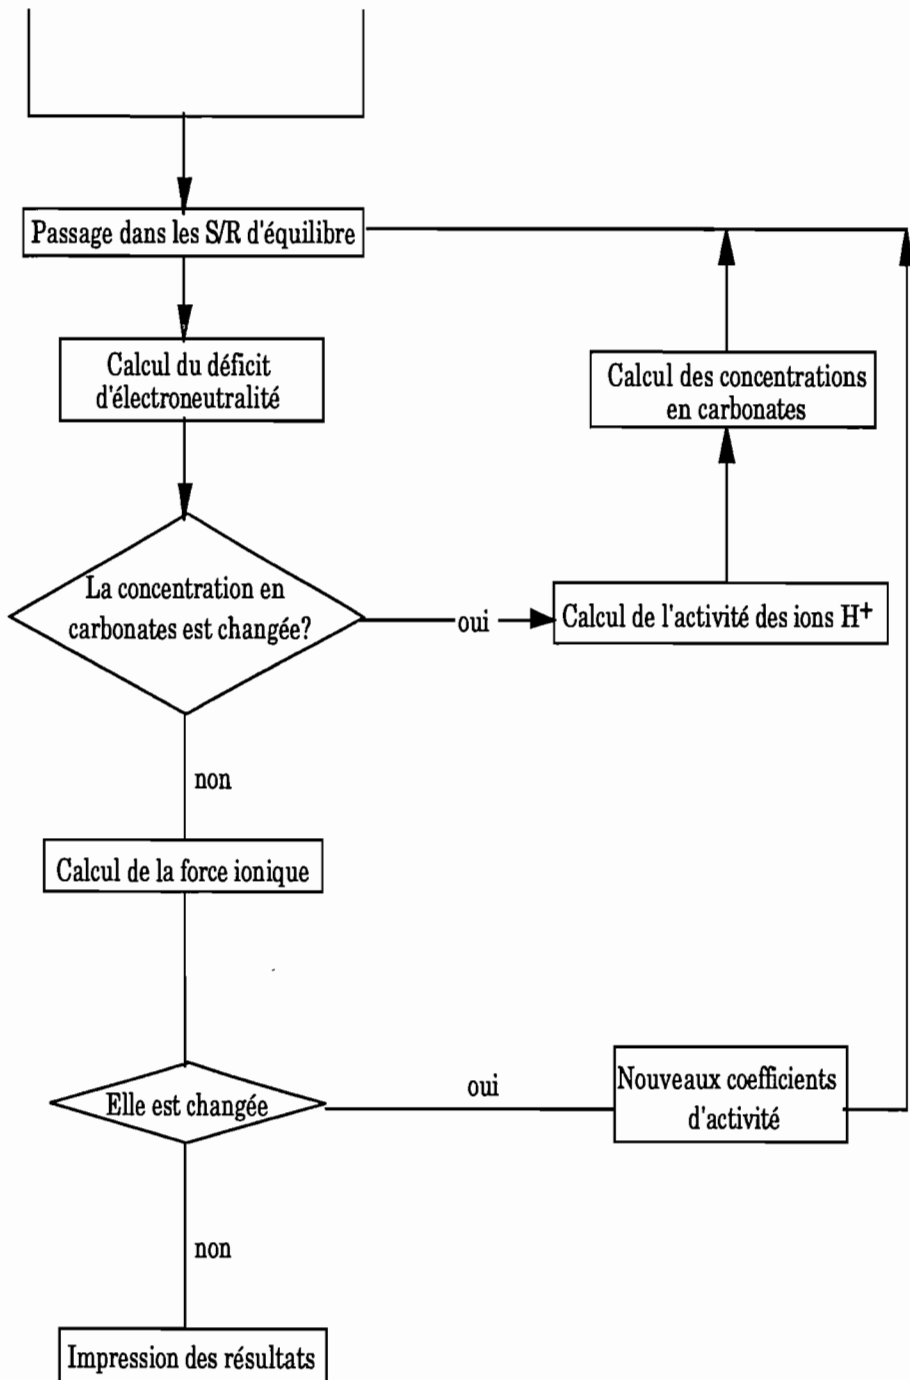 Passage dans les S/R d'équilibre
Calcul du déficit
d'électroneutralité
Calcul des concentrations
en carbonates
La concentration en
carbonates est changée?
oui
Calcul de l'activité des ions H+
non
Calcul de la force ionique
Elle est changée
oui
Nouveaux coefficients
d'activité
non
Impression des résultats